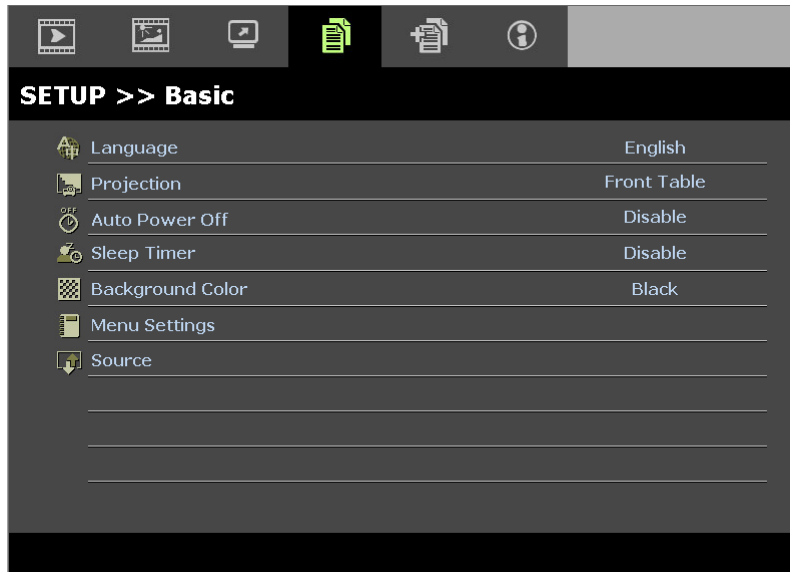 SETUP >> Basic
Language English
Projection Front Table
OFF
Auto Power Off Disable
Sleep Timer Disable
Background Color Black
Menu Settings
Source